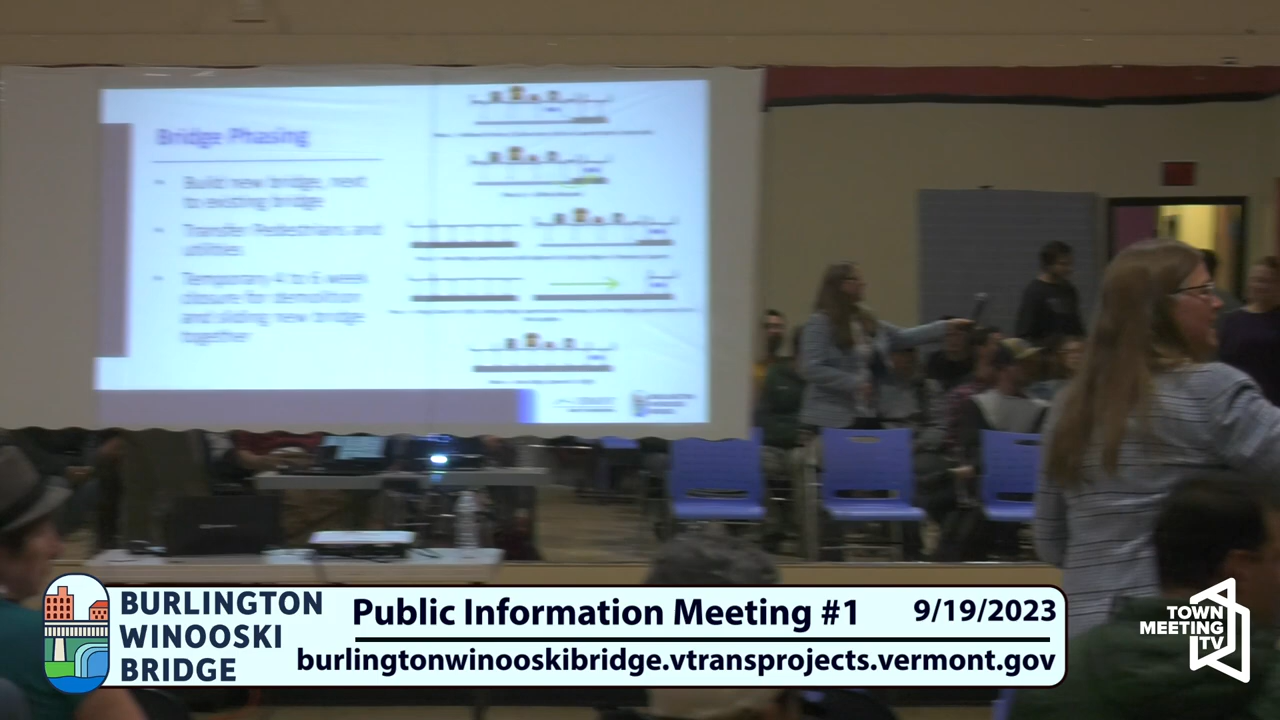 Bridge Phasing
• Build new bridge, next
to existing bridge
• Transfer Pedestrians and
utilities
• Temporary 4 to 6 week
closure for demolition
and sliding new bridge
together
BURLINGTON
WINOOSKI
BRIDGE
Public Information Meeting #1
9/19/2023
burlingtonwinooskibridge.vtransprojects.vermont.gov
TOWN
MEETING
TV